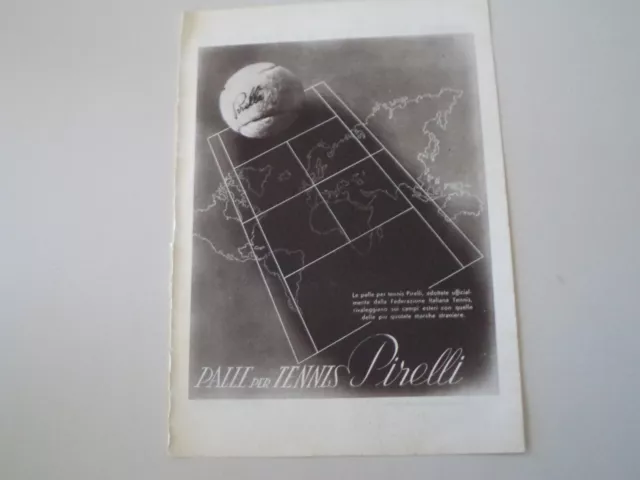 Pirelli
Le palle per tennis Pirelli, adottate ufficial-
mente dalla Federazione Italiana Tennis,
rivaleggiano sui campi esteri con quelle
delle più quotate marche straniere.
PALLE PER TENNIS Pirelli